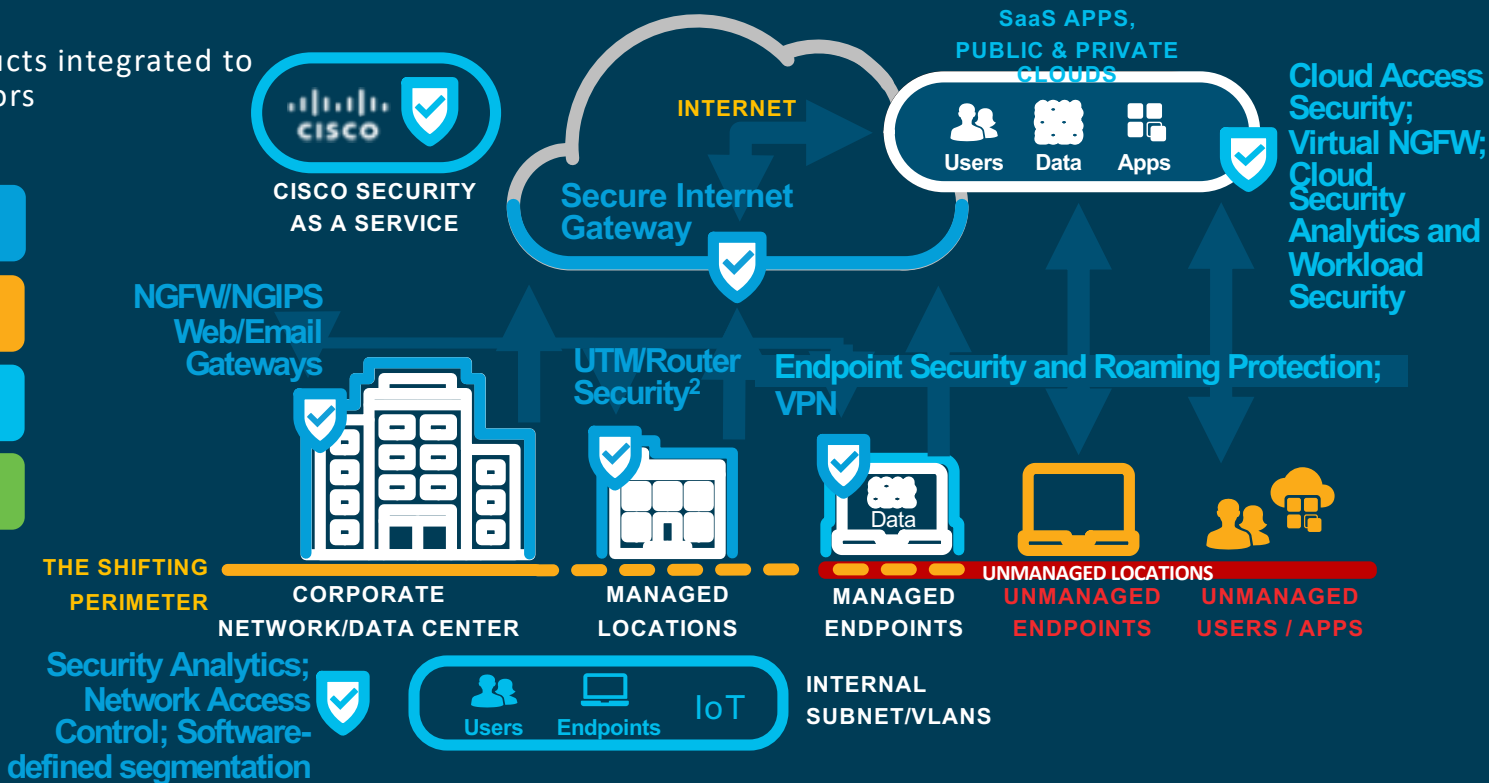 ucts integrated to
ors
CISCO
CISCO SECURITY
AS A SERVICE
INTERNET
Secure Internet
Gateway
SaaS APPS,
PUBLIC & PRIVATE
CLOUDS
Users Data Apps
Cloud Access
Security;
Virtual NGFW;
Cloud
Security
Analytics and
Workload
Security
NGFW/NGIPS
Web/Email
Gateways
UTM/Router
Security²
Endpoint Security and Roaming Protection;
VPN
Data
THE SHIFTING
PERIMETER
CORPORATE
NETWORK/DATA CENTER
MANAGED
LOCATIONS
MANAGED
ENDPOINTS
UNMANAGED LOCATIONS
UNMANAGED
ENDPOINTS
UNMANAGED
USERS / APPS
Security Analytics;
Network Access
Control; Software-
defined segmentation
Users Endpoints IoT
INTERNAL
SUBNET/VLANS